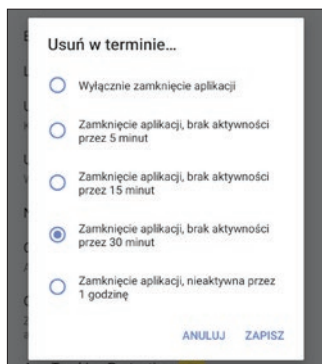 Usuń w terminie...
Wyłącznie zamknięcie aplikacji
Zamknięcie aplikacji, brak aktywności
przez 5 minut
Zamknięcie aplikacji, brak aktywności
przez 15 minut
Zamknięcie aplikacji, brak aktywności
przez 30 minut
Zamknięcie aplikacji, nieaktywna przez
1 godzinę
ANULUJ ZAPISZ